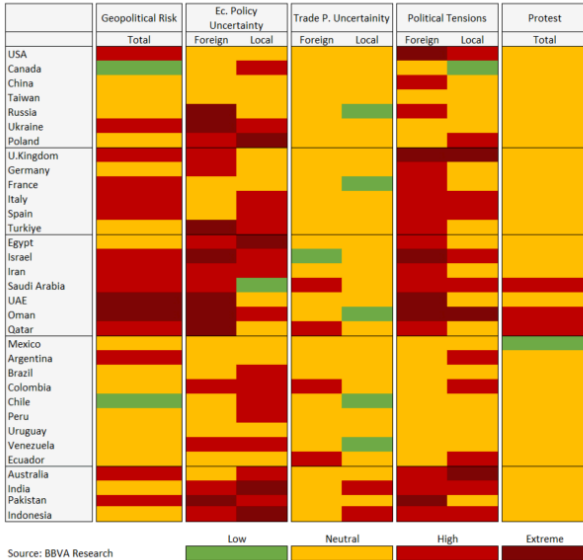 Geopolitical Risk Ec. Policy Uncertainty Trade P. Uncertainity Political Tensions Protest
Total Foreign Local Foreign Local Foreign Local Total
USA
Canada
China
Taiwan
Russia
Ukraine
Poland
U.Kingdom
Germany
France
Italy
Spain
Turkiye
Egypt
Israel
Iran
Saudi Arabia
UAE
Oman
Qatar
Mexico
Argentina
Brazil
Colombia
Chile
Peru
Uruguay
Venezuela
Ecuador
Australia
India
Pakistan
Indonesia
Low Neutral High Extreme
Source: BBVA Research